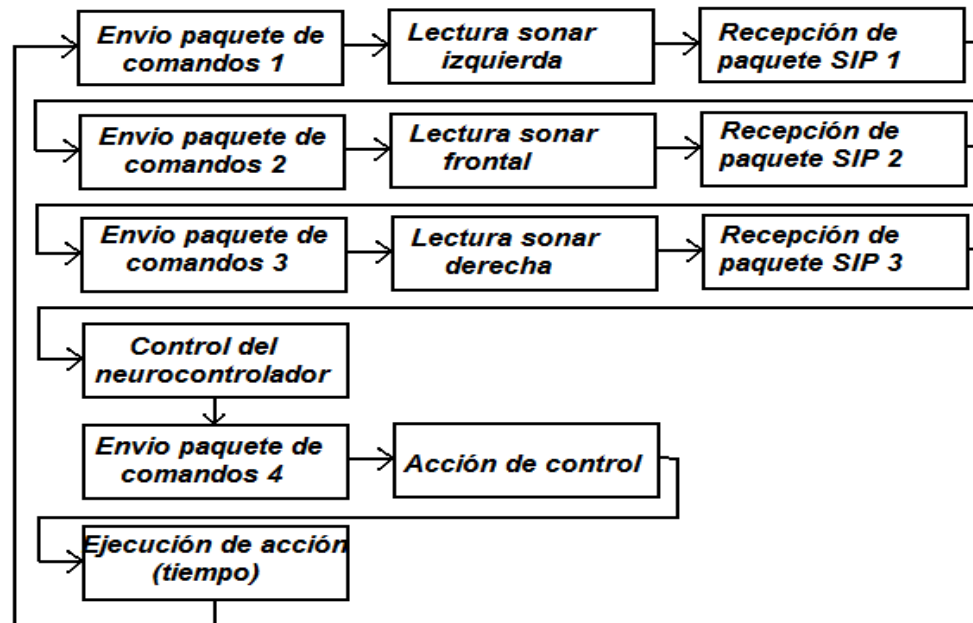 Envio paquete de
comandos 1
Lectura sonar
izquierda
Recepción de
paquete SIP 1
Envio paquete de
comandos 2
Lectura sonar
frontal
Recepción de
paquete SIP 2
Envio paquete de
comandos 3
Lectura sonar
derecha
Recepción de
paquete SIP 3
Control del
neurocontrolador
Envio paquete de
comandos 4
Acción de control
Ejecución de acción
(tiempo)